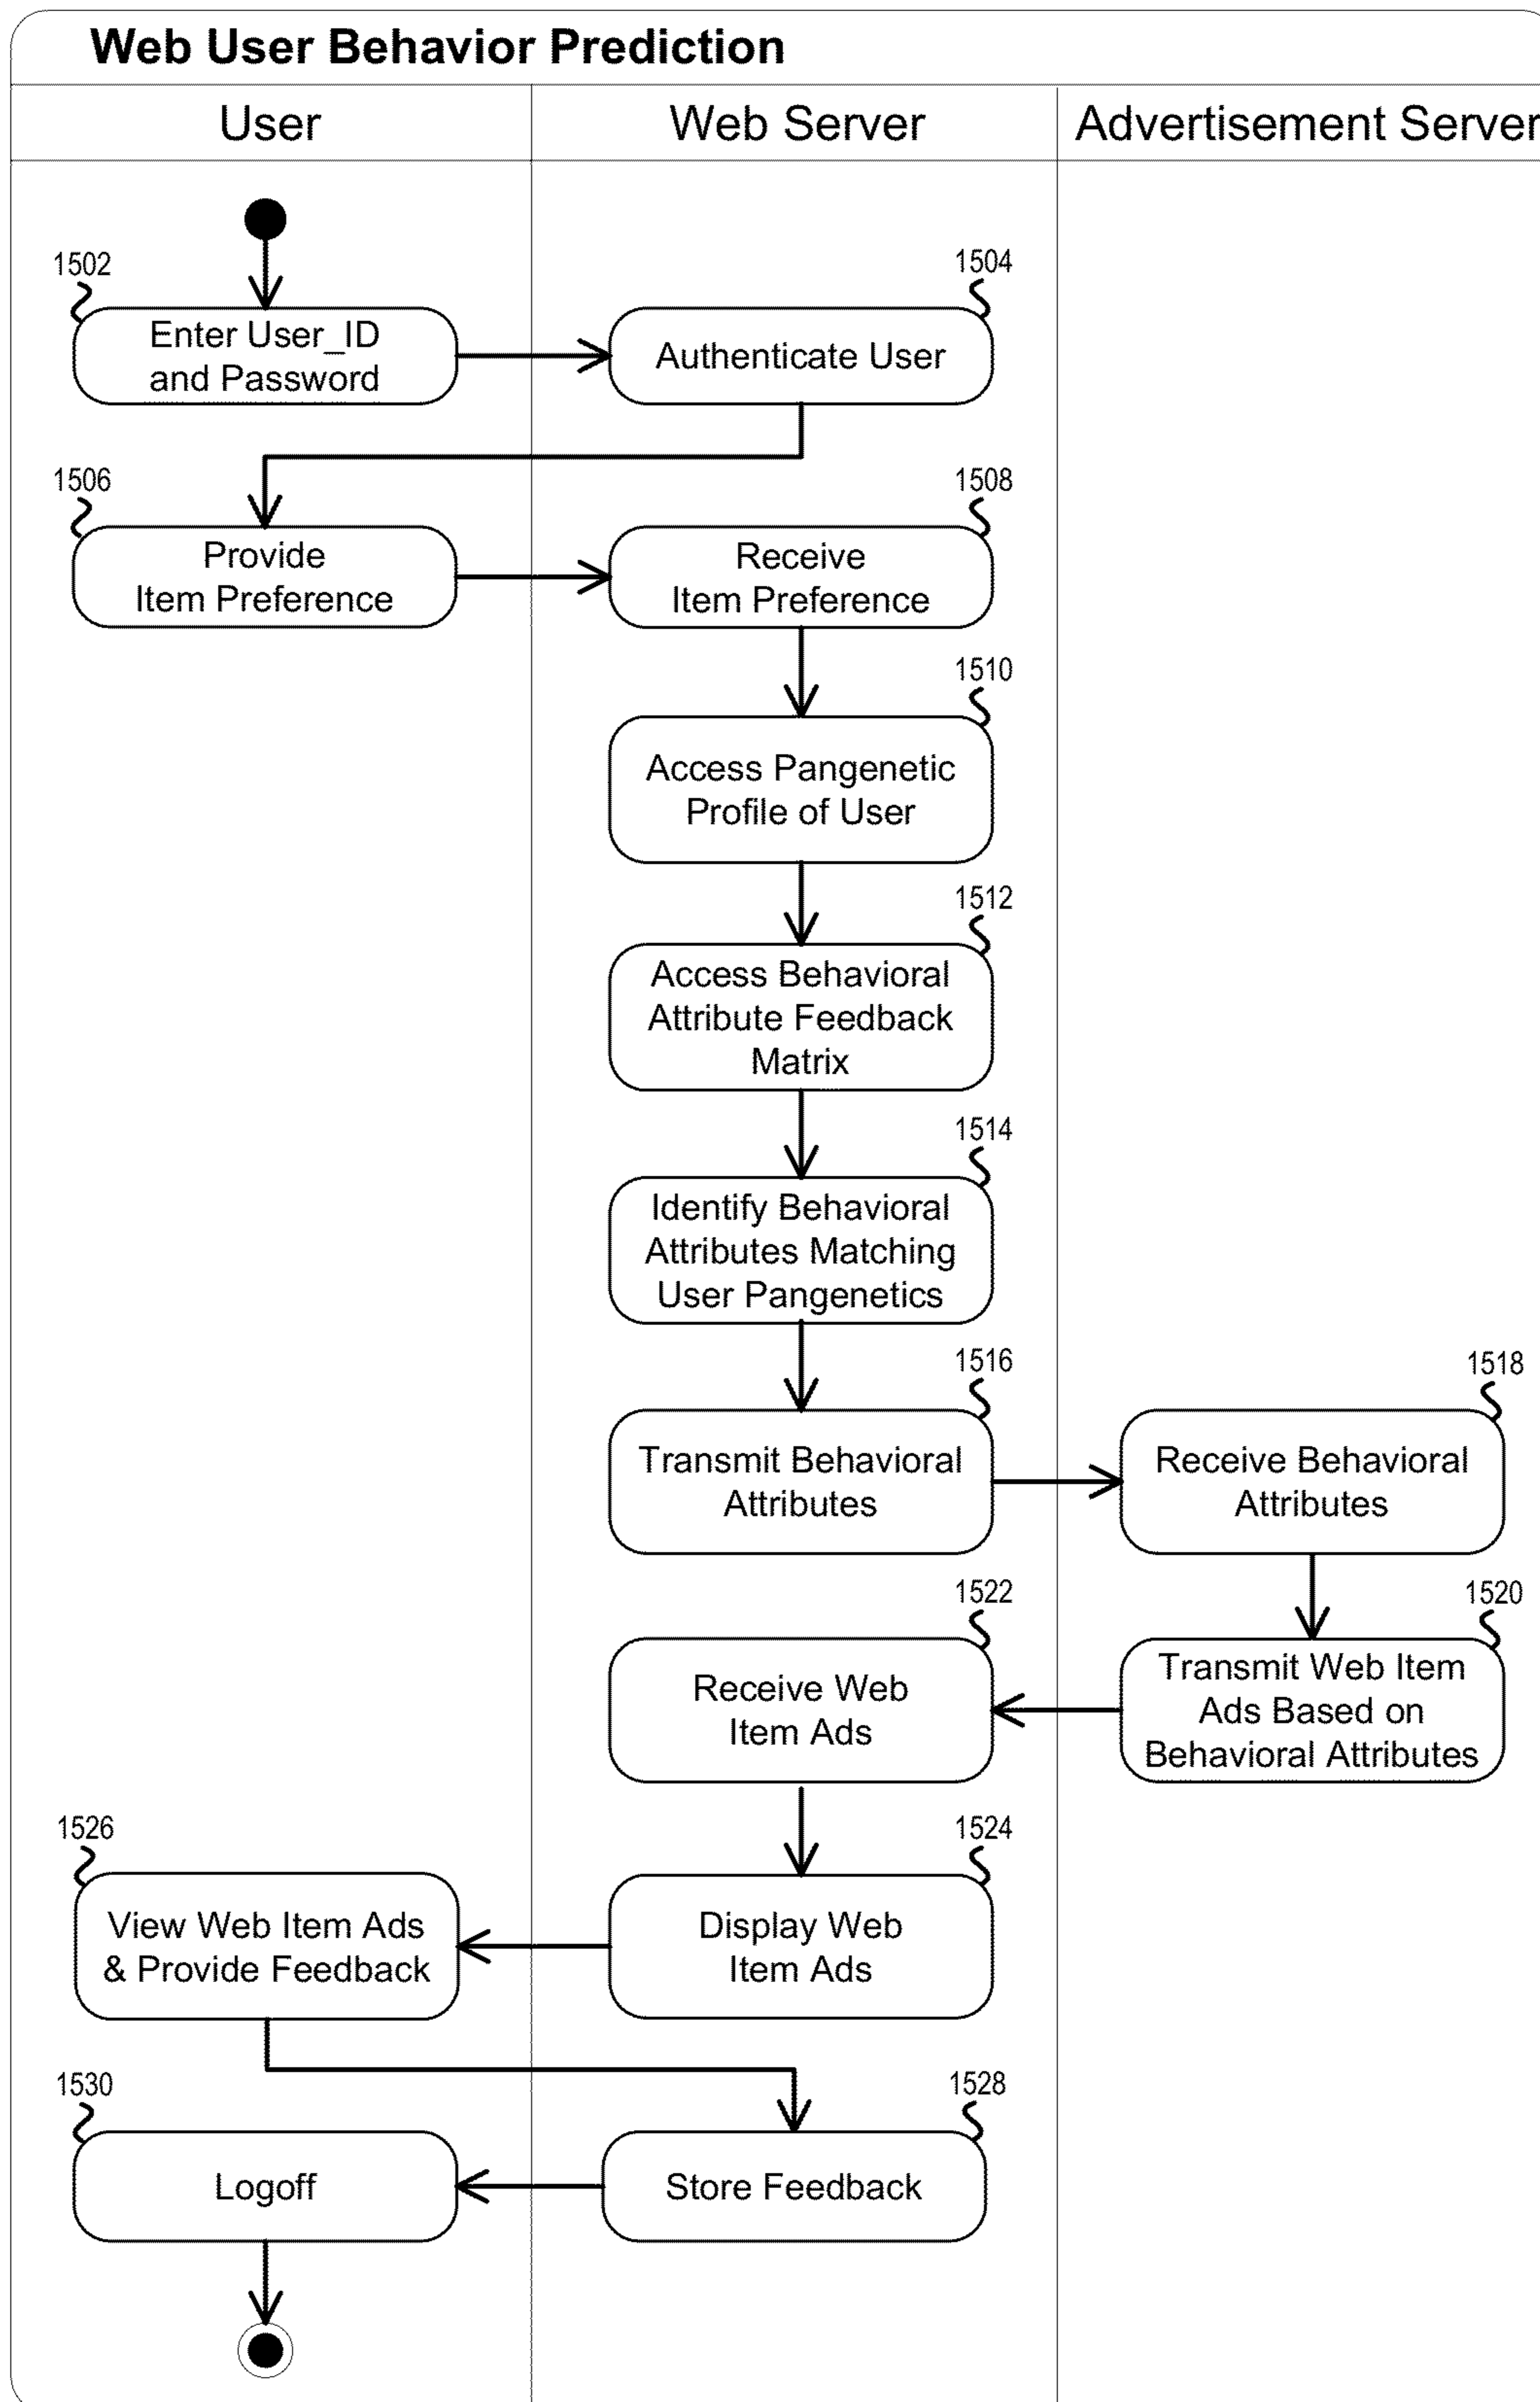 Web User Behavior Prediction
User
Web Server
Advertisement Server
1502
Enter User_ID
and Password
1504
Authenticate User
1506
Provide
Item Preference
1508
Receive
Item Preference
1510
Access Pangenetic
Profile of User
1512
Access Behavioral
Attribute Feedback
Matrix
1514
Identify Behavioral
Attributes Matching
User Pangenetics
1516
Transmit Behavioral
Attributes
1518
Receive Behavioral
Attributes
1520
Transmit Web Item
Ads Based on
Behavioral Attributes
1522
Receive Web
Item Ads
1524
Display Web
Item Ads
1526
View Web Item Ads
& Provide Feedback
1528
Store Feedback
1530
Logoff